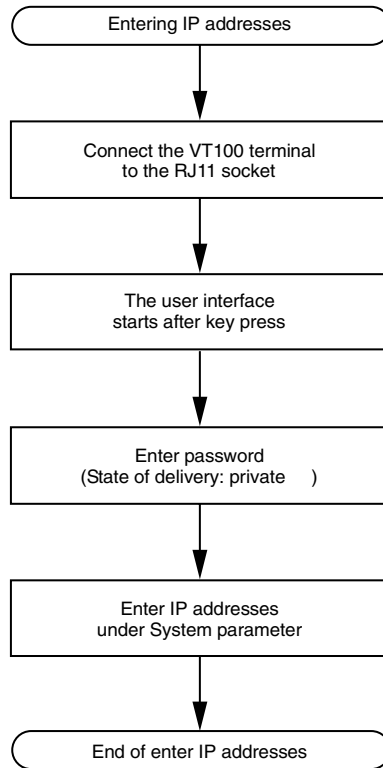 Entering IP addresses
Connect the VT100 terminal
to the RJ11 socket
The user interface
starts after key press
Enter password
(State of delivery: private )
Enter IP addresses
under System parameter
End of enter IP addresses